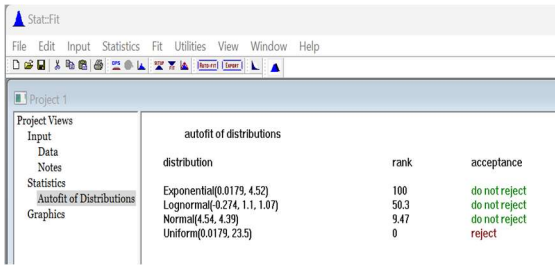 Stat::Fit
File Edit Input Statistics Fit Utilities View Window Help
AUTO::FIT EXPERT
Project 1
Project Views
Input
Data
Notes
Statistics
Autofit of Distributions
Graphics
autofit of distributions
distribution rank acceptance
Exponential(0.0179, 4.52) 100 do not reject
Lognormal(-0.274, 1.1, 1.07) 50.3 do not reject
Normal(4.54, 4.39) 9.47 do not reject
Uniform(0.0179, 23.5) 0 reject